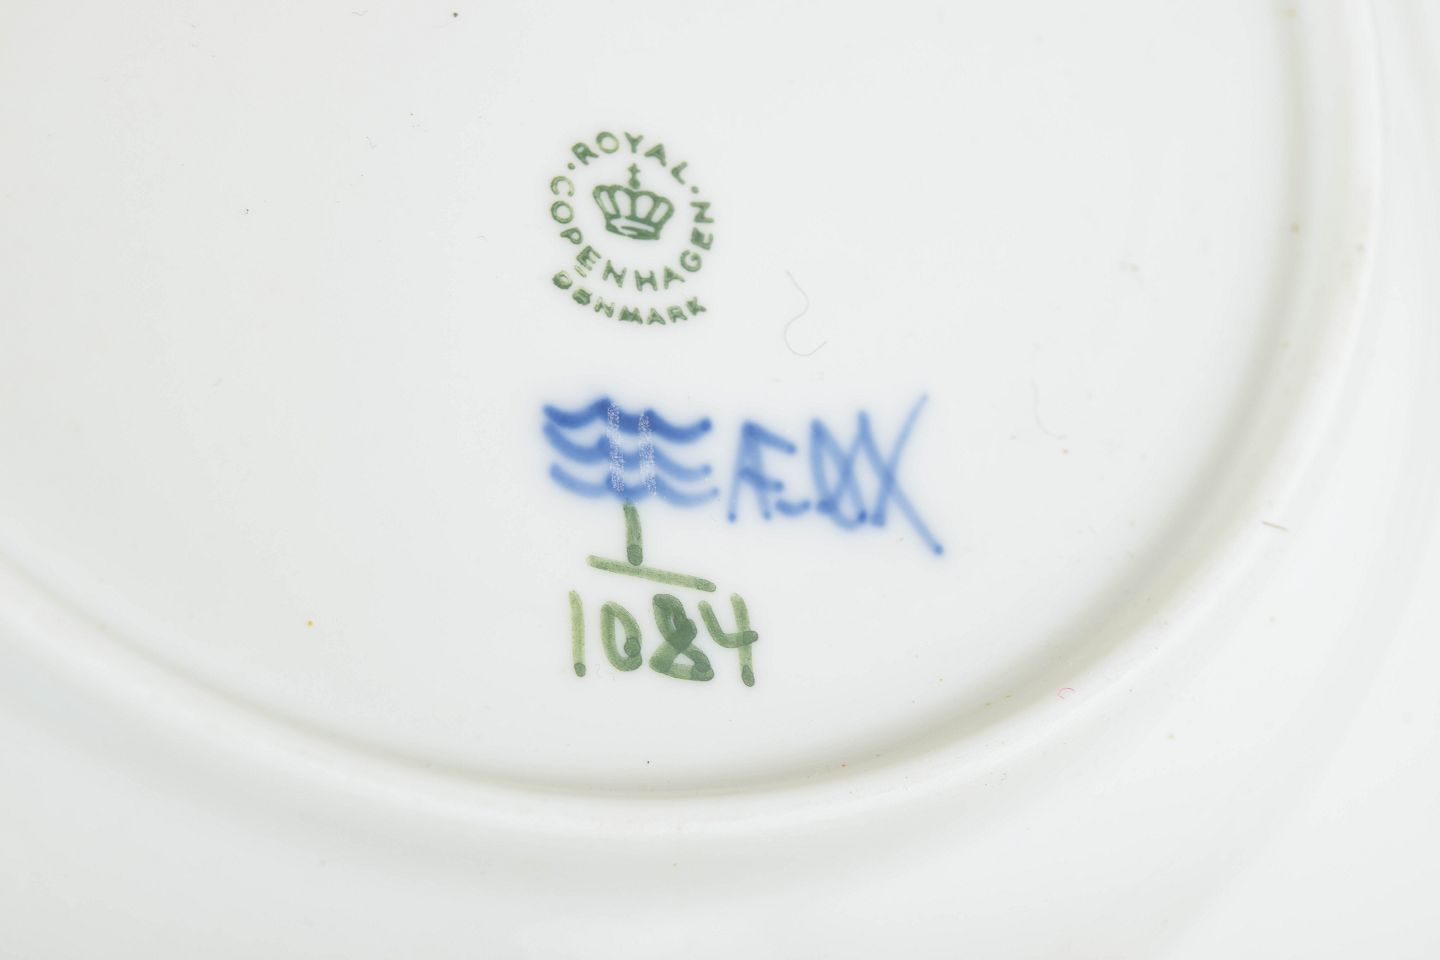 ROYAL
COPENHAGEN
DENMARK
1
1084